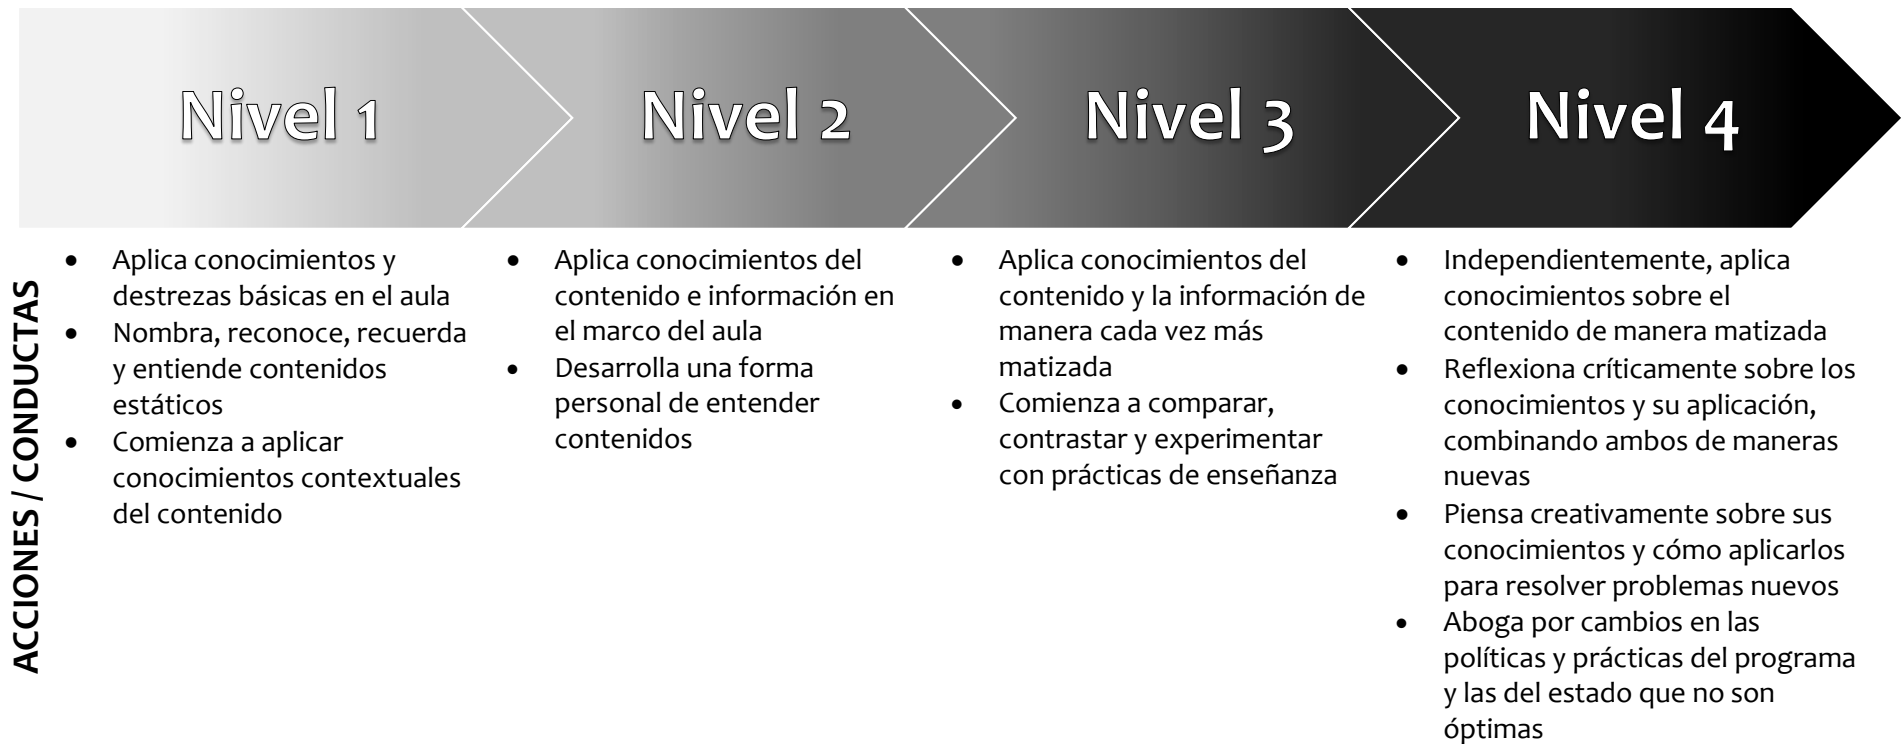 Nivel 1
Nivel 2
Nivel 3
Nivel 4
ACCIONES / CONDUCTAS
• Aplica conocimientos y
destrezas básicas en el aula
• Nombra, reconoce, recuerda
y entiende contenidos
estáticos
• Comienza a aplicar
conocimientos contextuales
del contenido
• Aplica conocimientos del
contenido e información en
el marco del aula
• Desarrolla una forma
personal de entender
contenidos
• Aplica conocimientos del
contenido y la información de
manera cada vez más
matizada
• Comienza a comparar,
contrastar y experimentar
con prácticas de enseñanza
• Independientemente, aplica
conocimientos sobre el
contenido de manera matizada
• Reflexiona críticamente sobre los
conocimientos y su aplicación,
combinando ambos de maneras
nuevas
• Piensa creativamente sobre sus
conocimientos y cómo aplicarlos
para resolver problemas nuevos
• Aboga por cambios en las
políticas y prácticas del programa
y las del estado que no son
óptimas